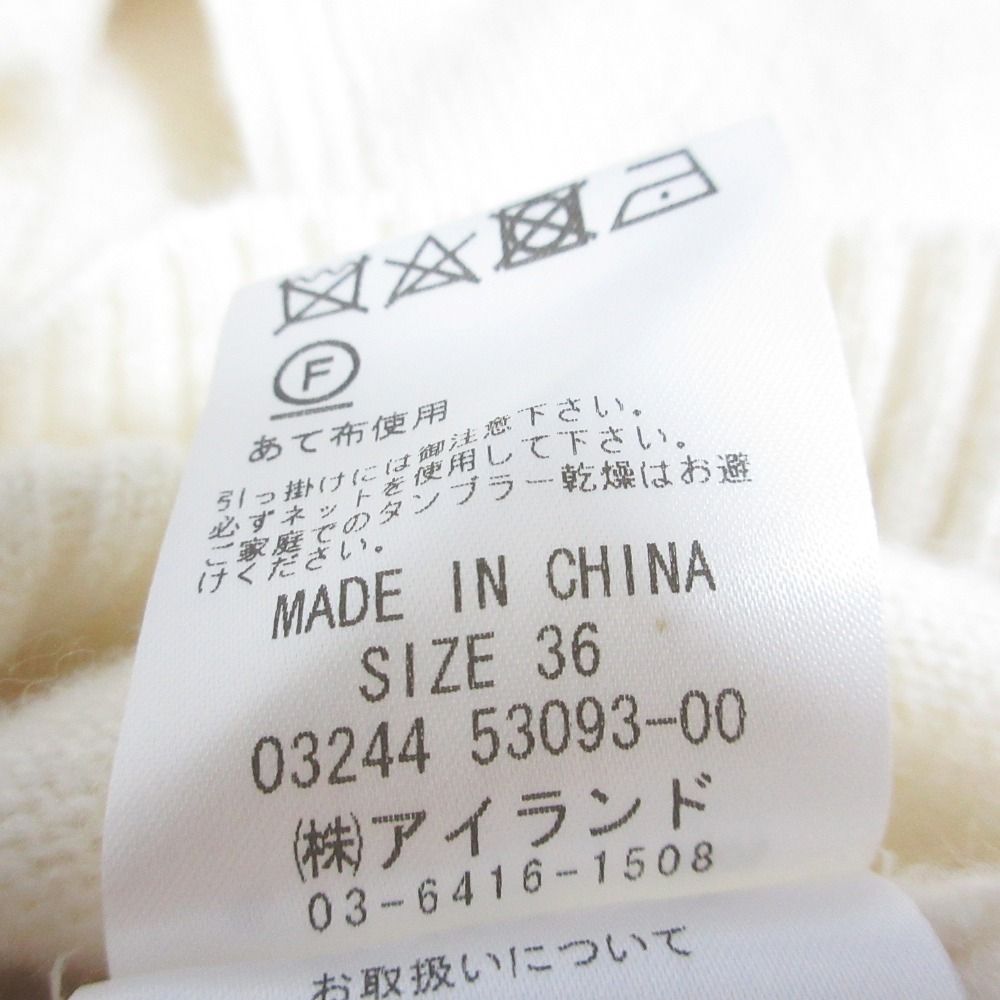 F
あて布使用
引っ掛けには御注意下さい。
必ずネットを使用して下さい。
ご家庭でのタンブラー乾燥はお避
けください。
MADE IN CHINA
SIZE 36
03244 53093-00
㈱アイランド
03-6416-1508
お取扱いについて